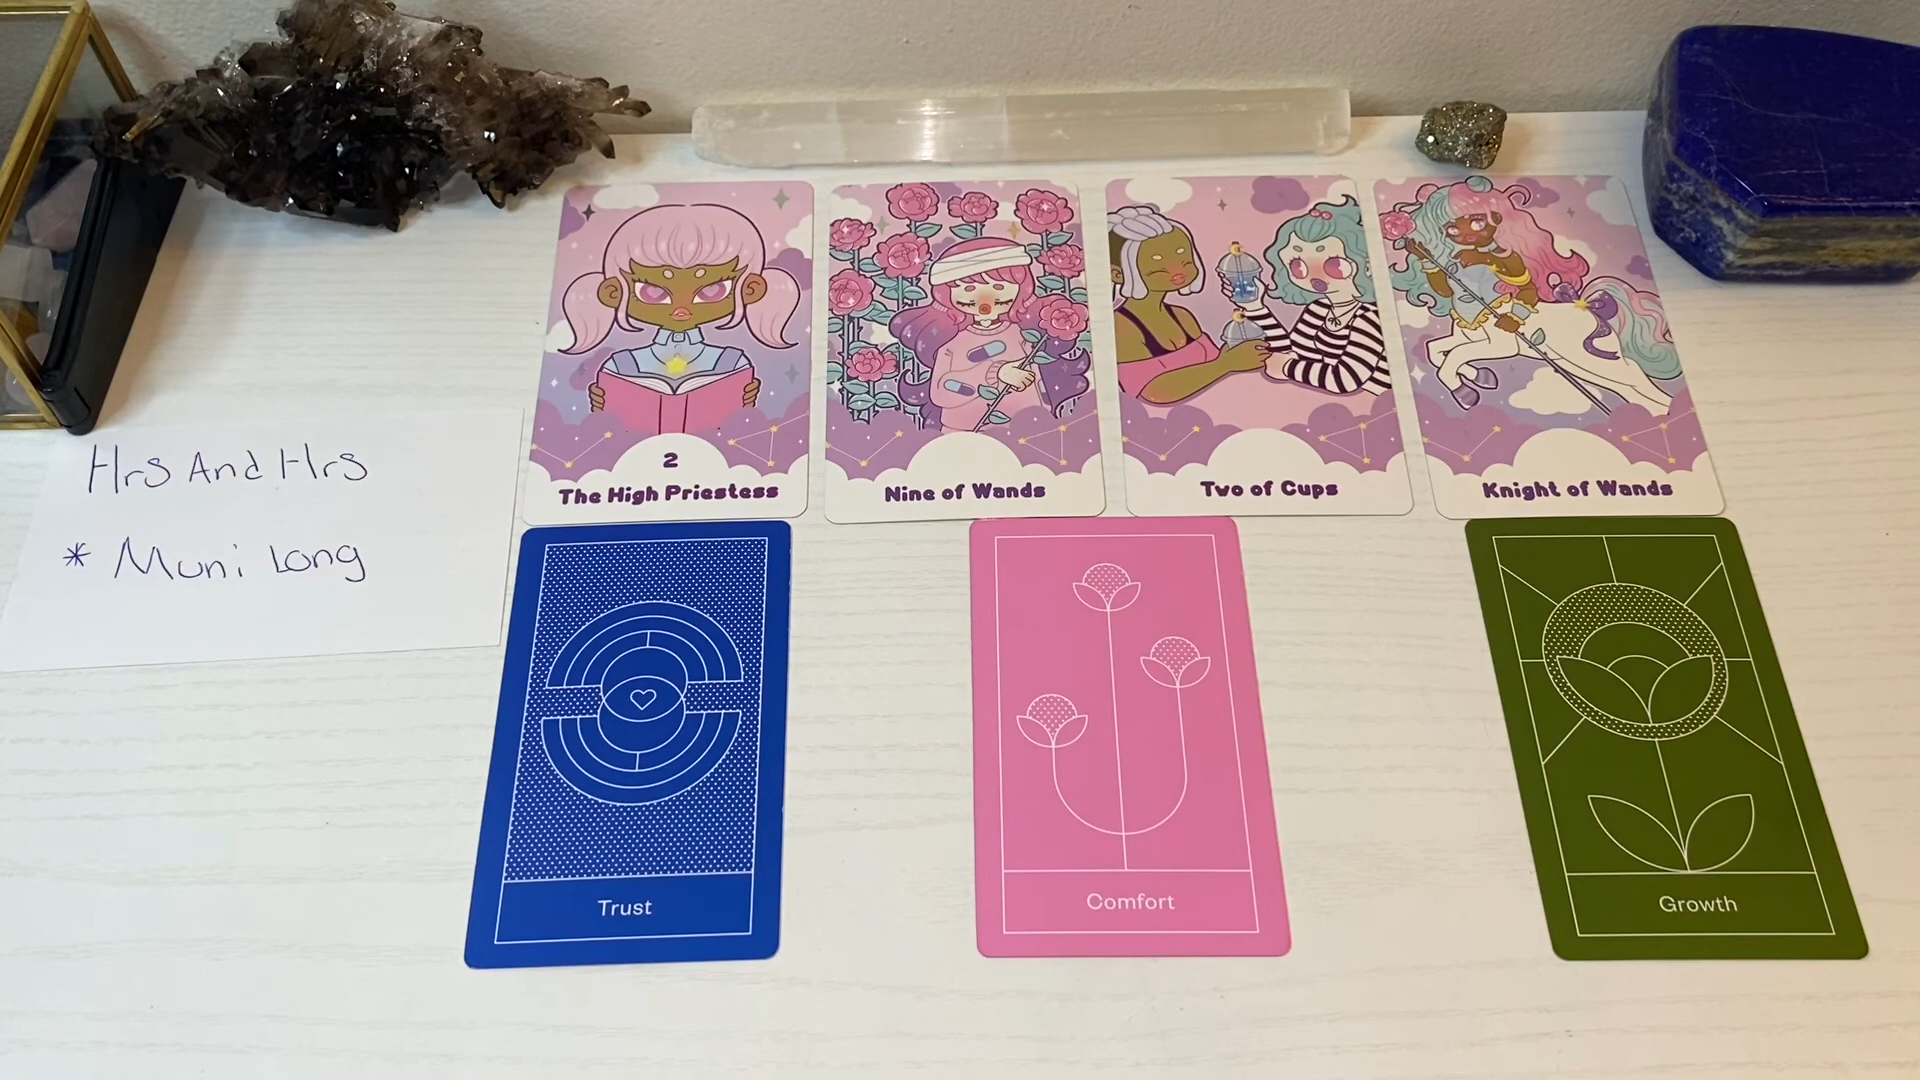 Hrs And Hrs
* Muni Long
2
The High Priestess
Nine of Wands
Two of Cups
Knight of Wands
Trust
Comfort
Growth